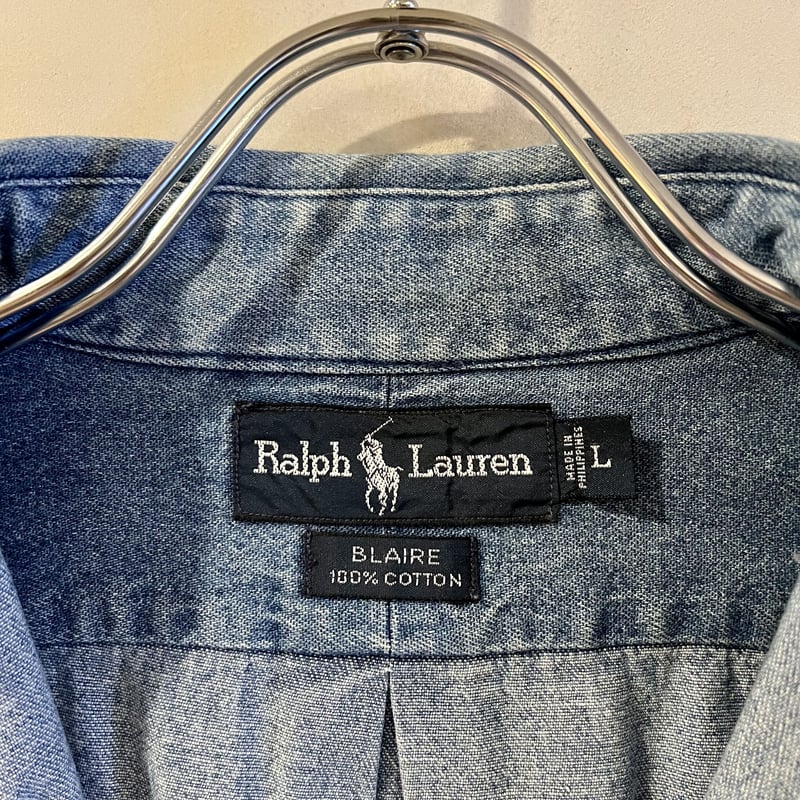 Ralph Lauren
MADE IN
PHILIPPINES
L
BLAIRE
100% COTTON